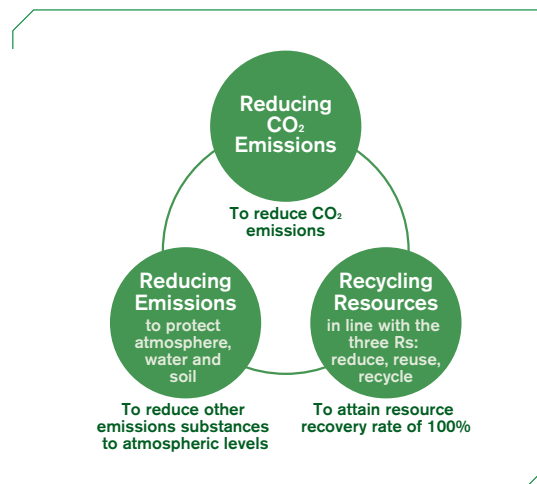 Reducing
CO₂
Emissions
To reduce CO₂
emissions
Reducing
Emissions
to protect
atmosphere,
water and
soil
To reduce other
emissions substances
to atmospheric levels
Recycling
Resources
in line with the
three Rs:
reduce, reuse,
recycle
To attain resource
recovery rate of 100%